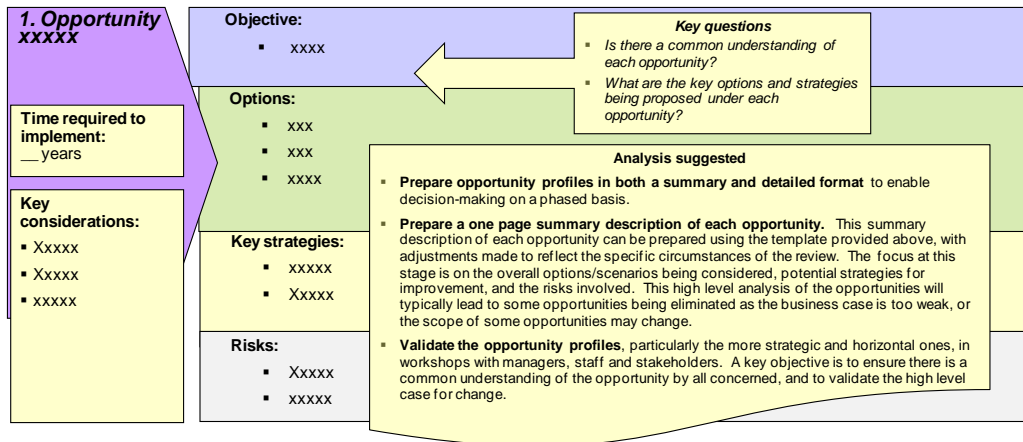 1. Opportunity
xxxxx
Time required to
implement:
__ years
Key
considerations:
▪ Xxxxx
▪ Xxxxx
▪ xxxxx
Objective:
▪ xxxx
Key questions
▪ Is there a common understanding of
each opportunity?
▪ What are the key options and strategies
being proposed under each
opportunity?
Options:
▪ xxx
▪ xxx
▪ xxxx
Key strategies:
▪ xxxxx
▪ Xxxxx
Risks:
▪ Xxxxx
▪ xxxxx
Analysis suggested
▪ Prepare opportunity profiles in both a summary and detailed format to enable
decision-making on a phased basis.
▪ Prepare a one page summary description of each opportunity. This summary
description of each opportunity can be prepared using the template provided above, with
adjustments made to reflect the specific circumstances of the review. The focus at this
stage is on the overall options/scenarios being considered, potential strategies for
improvement, and the risks involved. This high level analysis of the opportunities will
typically lead to some opportunities being eliminated as the business case is too weak, or
the scope of some opportunities may change.
▪ Validate the opportunity profiles, particularly the more strategic and horizontal ones, in
workshops with managers, staff and stakeholders. A key objective is to ensure there is a
common understanding of the opportunity by all concerned, and to validate the high level
case for change.